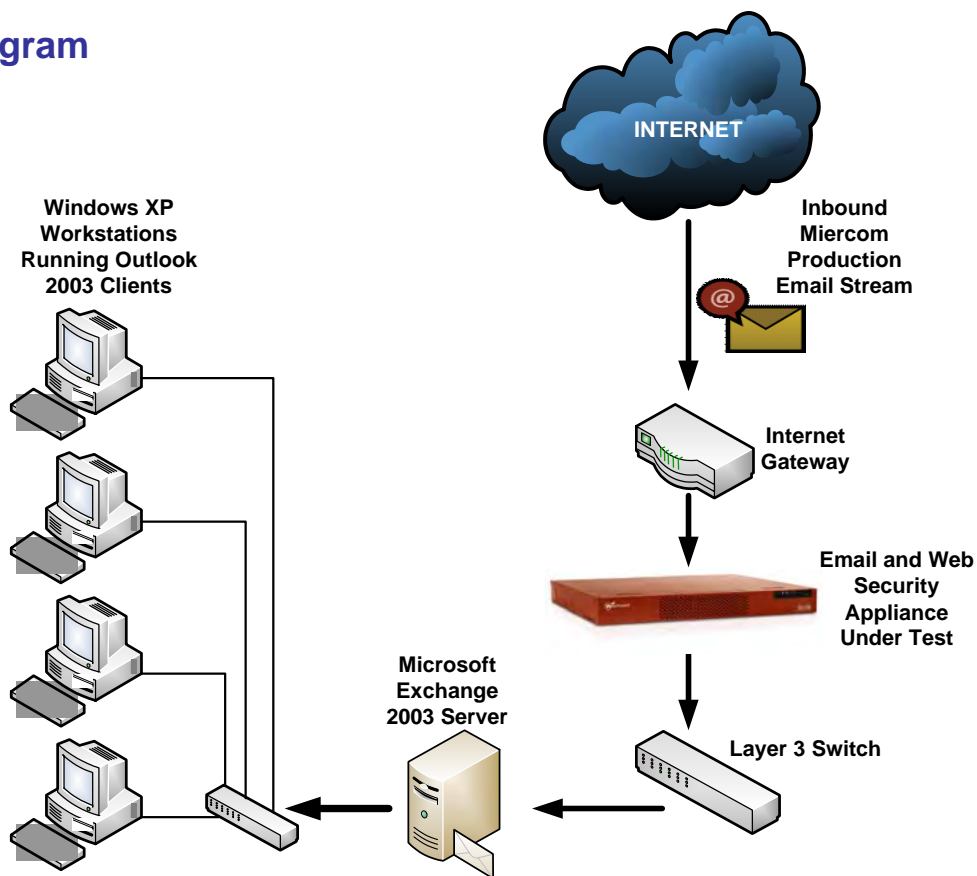 gram
INTERNET
Windows XP
Workstations
Running Outlook
2003 Clients
Inbound
Miercom
Production
Email Stream
@
Internet
Gateway
Email and Web
Security
Appliance
Under Test
Microsoft
Exchange
2003 Server
Layer 3 Switch